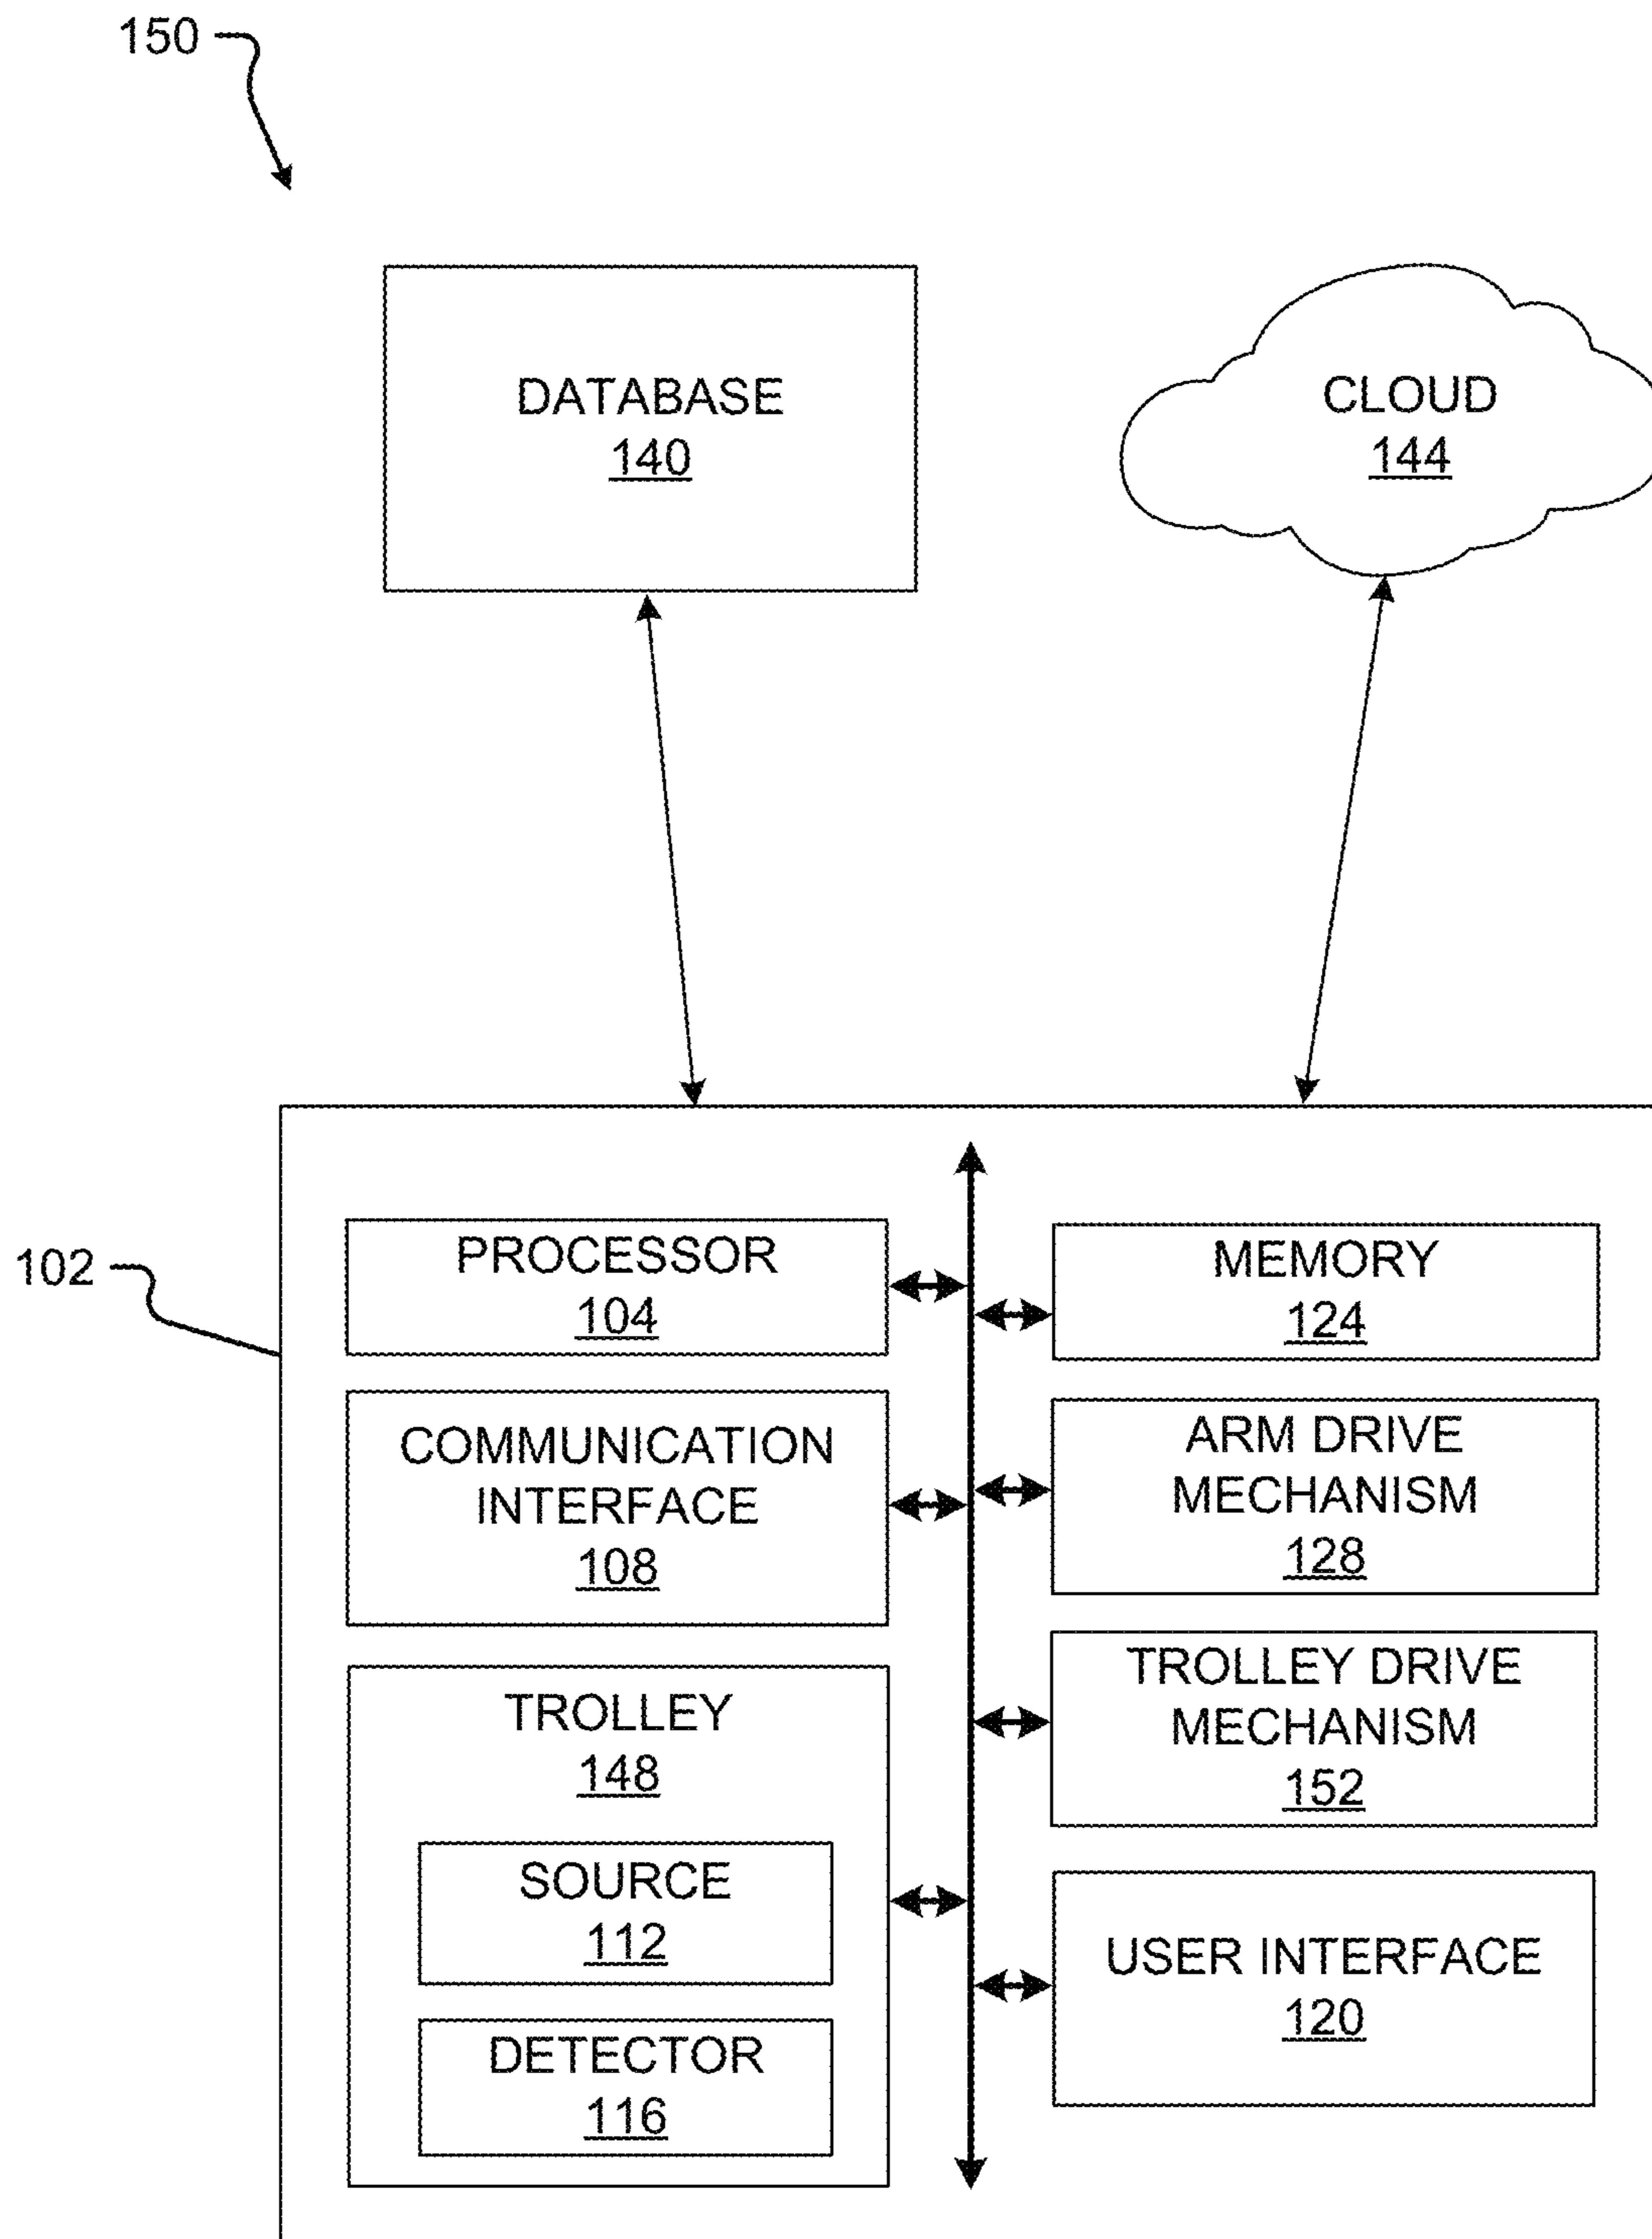 150
DATABASE
140
CLOUD
144
102
PROCESSOR
104
MEMORY
124
COMMUNICATION
INTERFACE
108
ARM DRIVE
MECHANISM
128
TROLLEY
148
SOURCE
112
DETECTOR
116
TROLLEY DRIVE
MECHANISM
152
USER INTERFACE
120